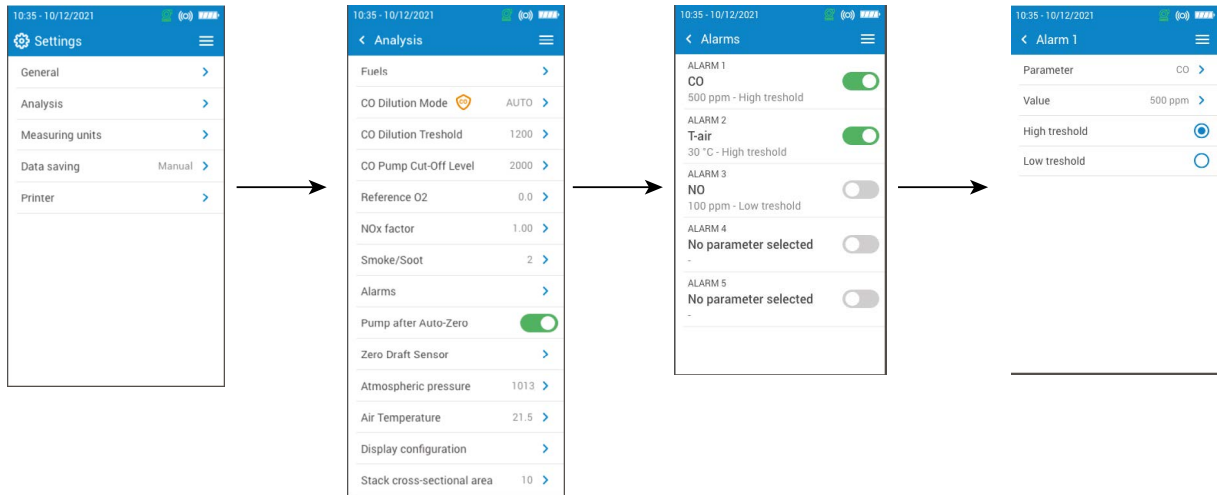 10:35 - 10/12/2021
Settings
General
Analysis
Measuring units
Data saving Manual
Printer
10:35 - 10/12/2021
Analysis
Fuels
CO Dilution Mode CO AUTO
CO Dilution Treshold 1200
CO Pump Cut-Off Level 2000
Reference O2 0.0
NOx factor 1.00
Smoke/Soot 2
Alarms
Pump after Auto-Zero
Zero Draft Sensor
Atmospheric pressure 1013
Air Temperature 21.5
Display configuration
Stack cross-sectional area 10
10:35 - 10/12/2021
Alarms
ALARM 1
CO
500 ppm - High treshold
ALARM 2
T-air
30 °C - High treshold
ALARM 3
NO
100 ppm - Low treshold
ALARM 4
No parameter selected
-
ALARM 5
No parameter selected
-
10:35 - 10/12/2021
Alarm 1
Parameter CO
Value 500 ppm
High treshold
Low treshold